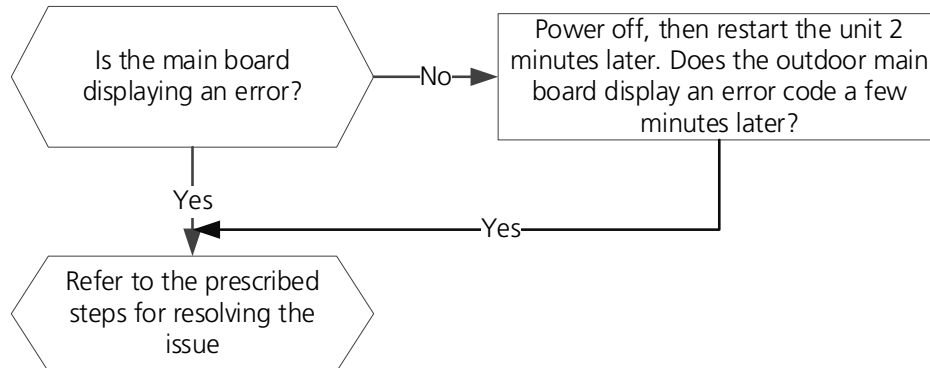 Is the main board
displaying an error?
No
Power off, then restart the unit 2
minutes later. Does the outdoor main
board display an error code a few
minutes later?
Yes
Yes
Refer to the prescribed
steps for resolving the
issue